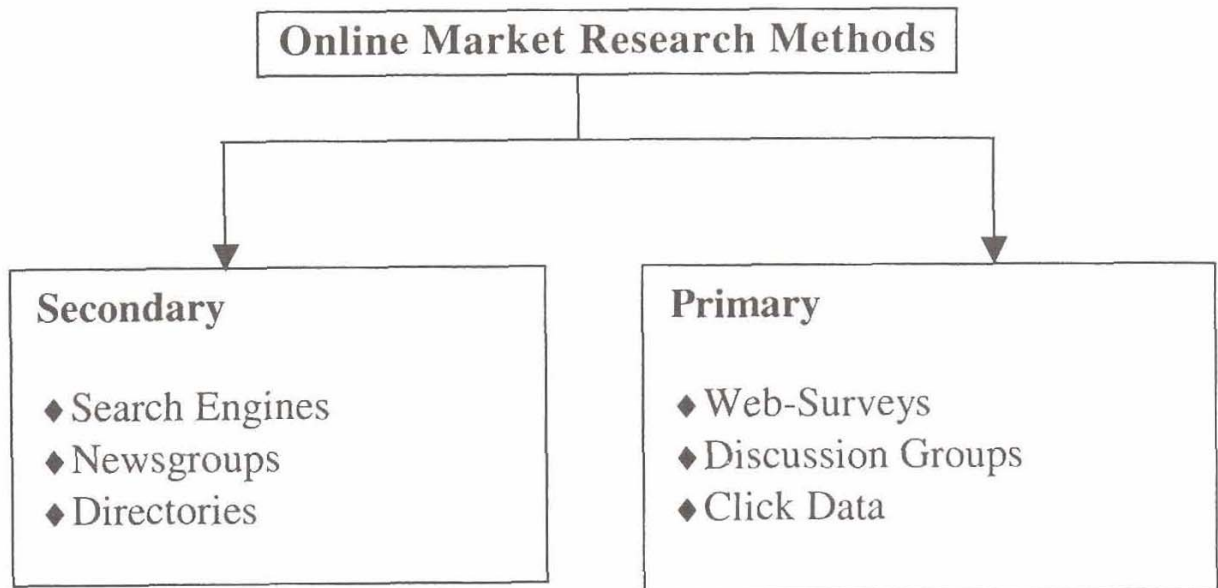 Online Market Research Methods
Secondary
♦ Search Engines
♦ Newsgroups
♦ Directories
Primary
♦ Web-Surveys
♦ Discussion Groups
♦ Click Data